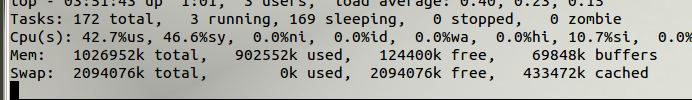 top - 03:51:43 up 1:01, 3 users, load average: 0.40, 0.23, 0.15
Tasks: 172 total, 3 running, 169 sleeping, 0 stopped, 0 zombie
Cpu(s): 42.7%us, 46.6%sy, 0.0%ni, 0.0%id, 0.0%wa, 0.0%hi, 10.7%si, 0.0%
Mem: 1026952k total, 902552k used, 124400k free, 69848k buffers
Swap: 2094076k total, 0k used, 2094076k free, 433472k cached